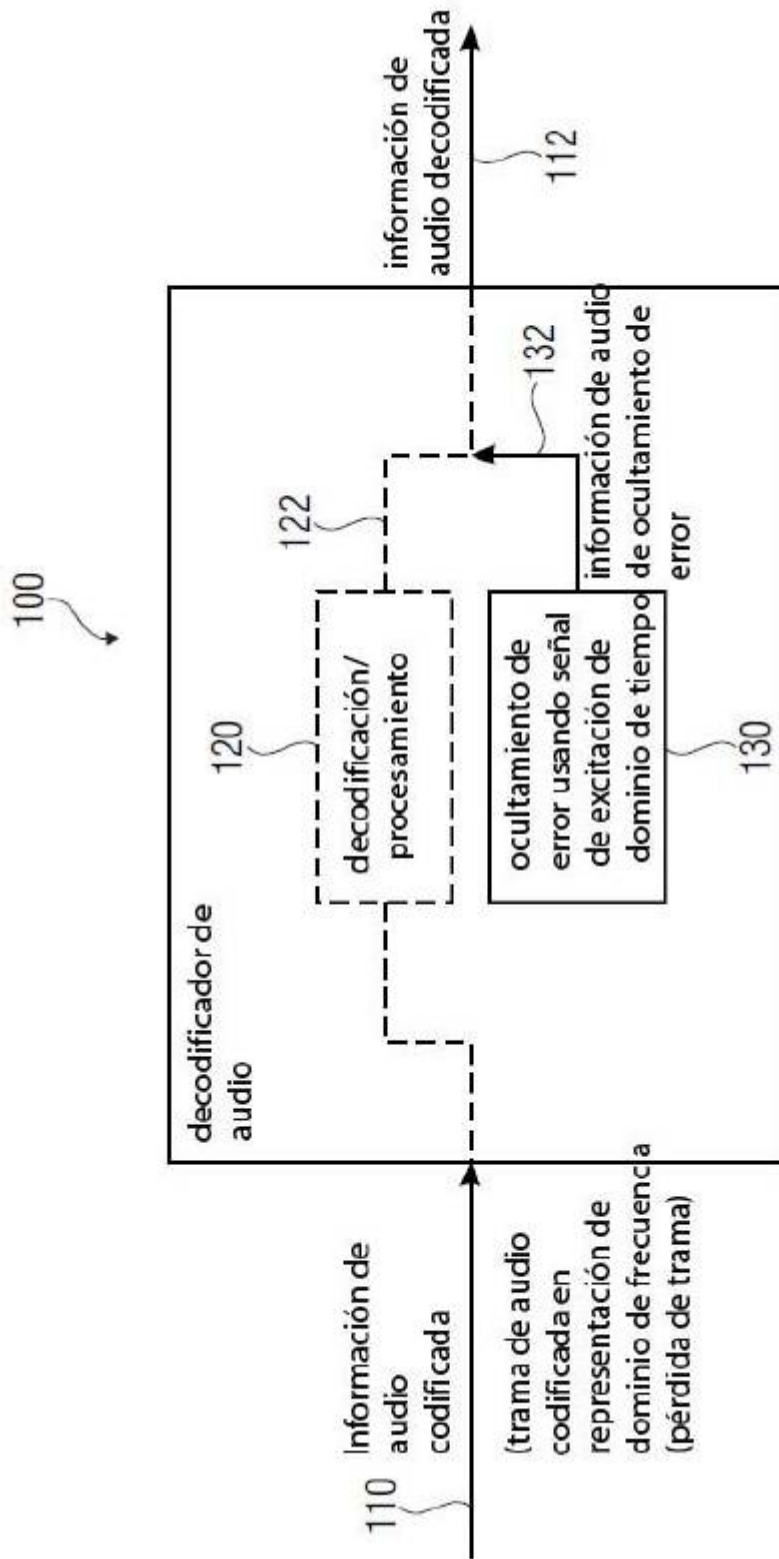 100
decodificador de
audio
Información de
audio
codificada
110
(trama de audio
codificada en
representación de
dominio de frecuenc a
(pérdida de trama)
120
decodificación/
procesamiento
122
ocultamiento de
error usando señal
de excitación de
dominio de tiempo
130
132
información de audio
de ocultamiento de
error
información de
audio decodificada
112